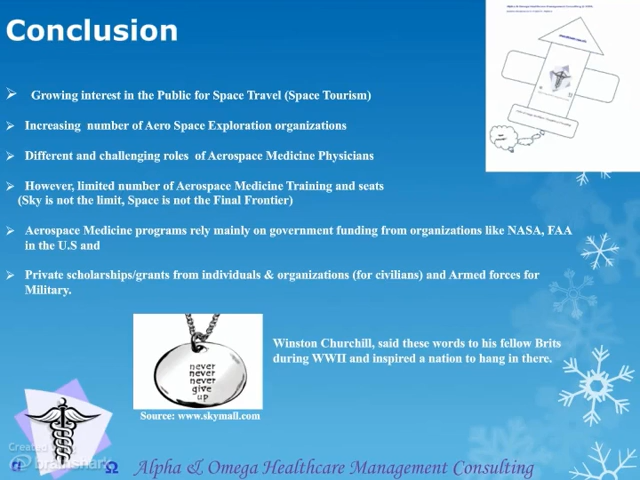 Conclusion
Growing interest in the Public for Space Travel (Space Tourism)
Increasing number of Aero Space Exploration organizations
Different and challenging roles of Aerospace Medicine Physicians
However, limited number of Aerospace Medicine Training and seats
(Sky is not the limit, Space is not the Final Frontier)
Aerospace Medicine programs rely mainly on government funding from organizations like NASA, FAA
in the U.S and
Private scholarships/grants from individuals & organizations (for civilians) and Armed forces for
Military.
never
never
never
give
up
Winston Churchill, said these words to his fellow Brits
during WWII and inspired a nation to hang in there.
Source: www.skymall.com
Created using
brainshark
α Ω Alpha & Omega Healthcare Management Consulting